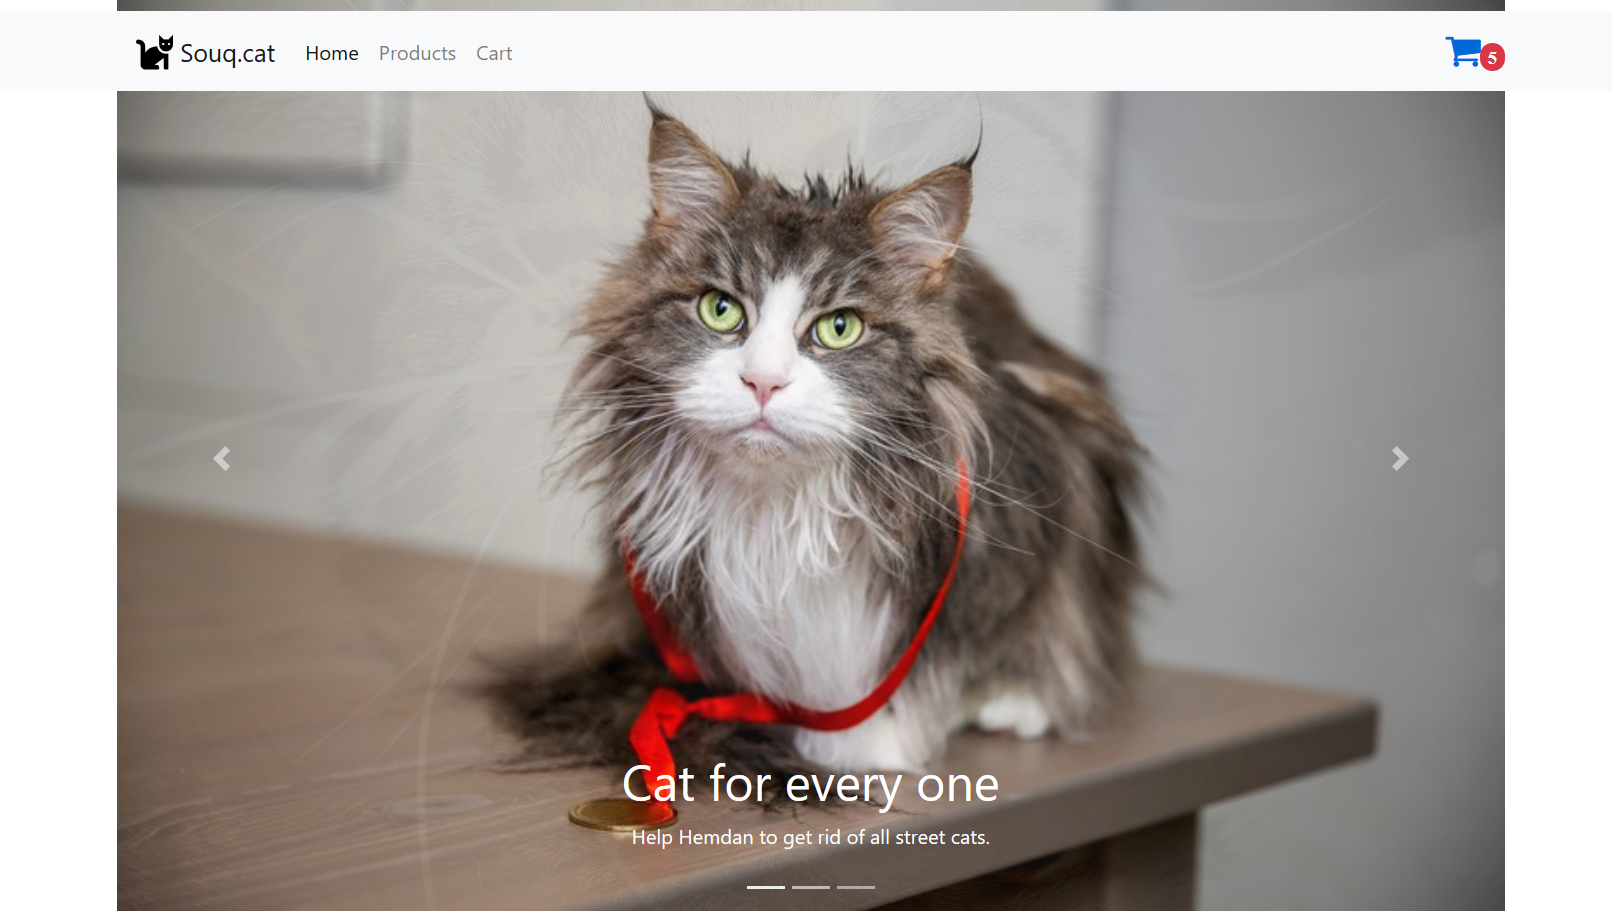 Souq.cat Home Products Cart 5
Cat for every one
Help Hemdan to get rid of all street cats.